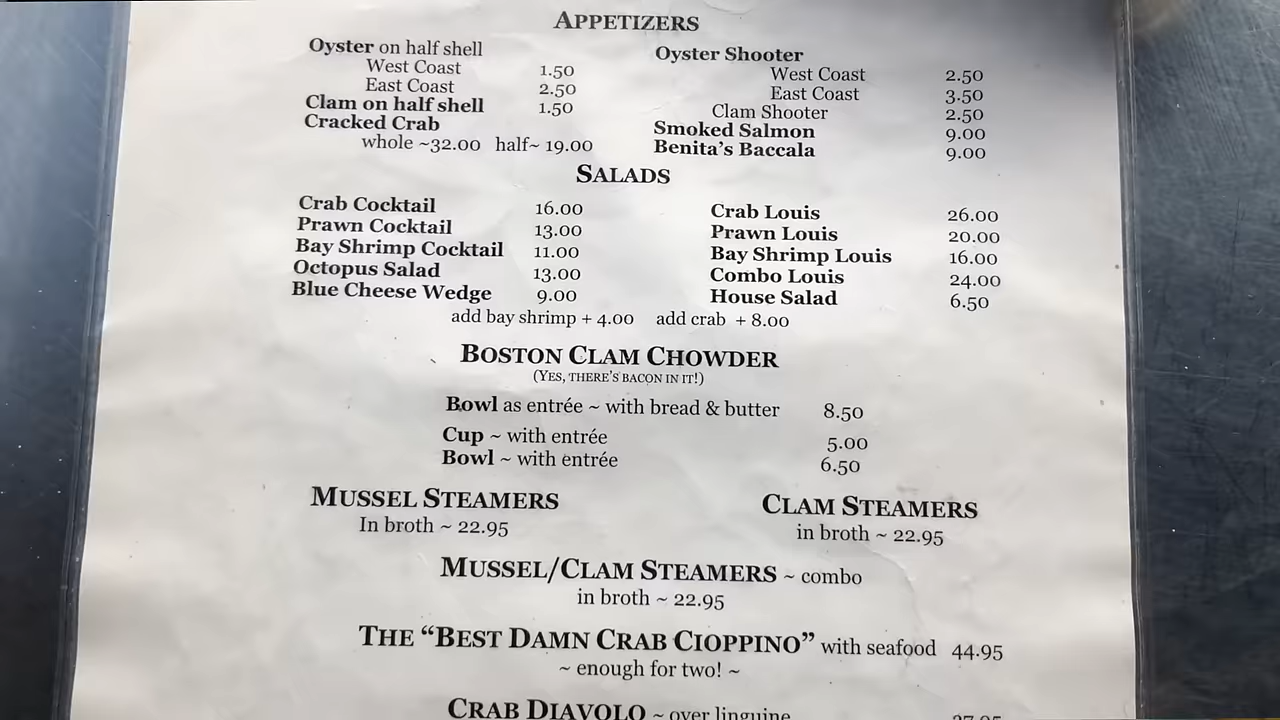 APPETIZERS
Oyster on half shell
West Coast 1.50
East Coast 2.50
Clam on half shell 1.50
Cracked Crab
whole ~32.00 half~ 19.00
Oyster Shooter
West Coast 2.50
East Coast 3.50
Clam Shooter 2.50
Smoked Salmon 9.00
Benita's Baccala 9.00
SALADS
Crab Cocktail 16.00
Prawn Cocktail 13.00
Bay Shrimp Cocktail 11.00
Octopus Salad 13.00
Blue Cheese Wedge 9.00
Crab Louis 26.00
Prawn Louis 20.00
Bay Shrimp Louis 16.00
Combo Louis 24.00
House Salad 6.50
add bay shrimp + 4.00 add crab + 8.00
BOSTON CLAM CHOWDER
(YES, THERE'S BACON IN IT!)
Bowl as entrée ~ with bread & butter 8.50
Cup ~ with entrée 5.00
Bowl ~ with entrée 6.50
MUSSEL STEAMERS
In broth ~ 22.95
CLAM STEAMERS
in broth ~ 22.95
MUSSEL/CLAM STEAMERS ~ combo
in broth ~ 22.95
THE “BEST DAMN CRAB CIOPPINO” with seafood 44.95
~ enough for two! ~
CRAB DIAVOLO ~ over linguine